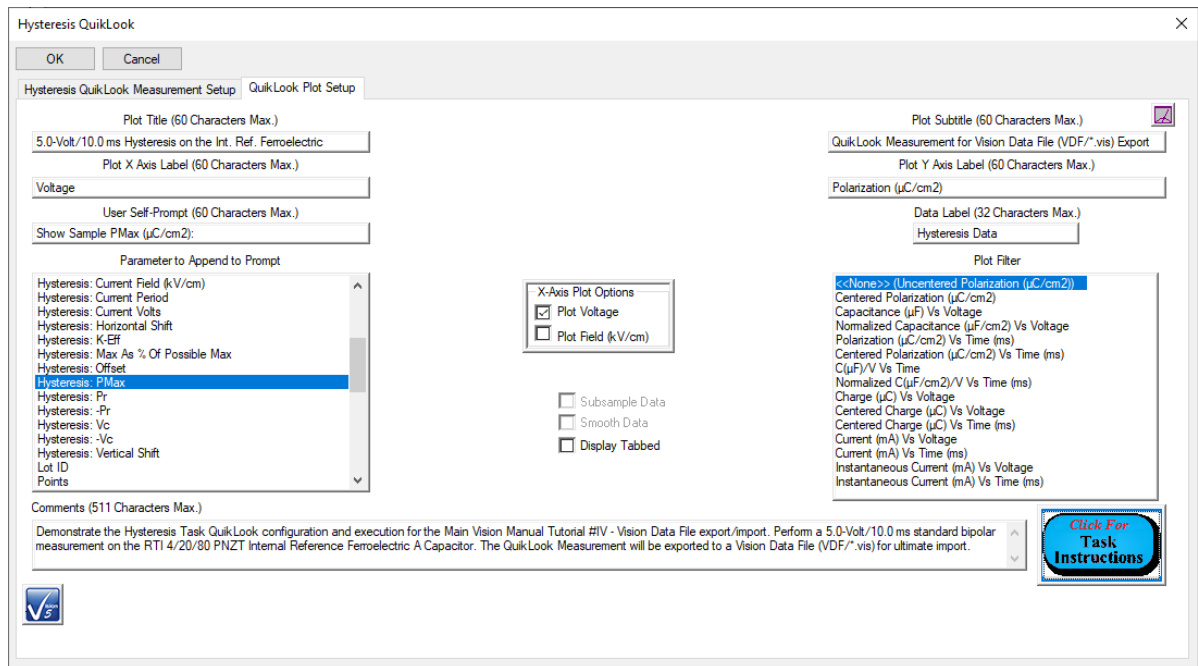 Hysteresis QuikLook
OK
Cancel
Hysteresis QuikLook Measurement Setup
QuikLook Plot Setup
Plot Title (60 Characters Max.)
5.0-Volt/10.0 ms Hysteresis on the Int. Ref. Ferroelectric
Plot X Axis Label (60 Characters Max.)
Voltage
User Self-Prompt (60 Characters Max.)
Show Sample PMax (µC/cm2):
Parameter to Append to Prompt
Hysteresis: Current Field (kV/cm)
Hysteresis: Current Period
Hysteresis: Current Volts
Hysteresis: Horizontal Shift
Hysteresis: K-Eff
Hysteresis: Max As % Of Possible Max
Hysteresis: Offset
Hysteresis: PMax
Hysteresis: Pr
Hysteresis: -Pr
Hysteresis: Vc
Hysteresis: -Vc
Hysteresis: Vertical Shift
Lot ID
Points
X-Axis Plot Options
Plot Voltage
Plot Field (kV/cm)
Subsample Data
Smooth Data
Display Tabbed
Plot Subtitle (60 Characters Max.)
QuikLook Measurement for Vision Data File (VDF/*.vis) Export
Plot Y Axis Label (60 Characters Max.)
Polarization (µC/cm2)
Data Label (32 Characters Max.)
Hysteresis Data
Plot Filter
<<None>> (Uncentered Polarization (µC/cm2))
Centered Polarization (µC/cm2)
Capacitance (µF) Vs Voltage
Normalized Capacitance (µF/cm2) Vs Voltage
Polarization (µC/cm2) Vs Time (ms)
Centered Polarization (µC/cm2) Vs Time (ms)
C(µF)/V Vs Time
Normalized C(µF/cm2)/V Vs Time (ms)
Charge (µC) Vs Voltage
Centered Charge (µC) Vs Voltage
Centered Charge (µC) Vs Time (ms)
Current (mA) Vs Voltage
Current (mA) Vs Time (ms)
Instantaneous Current (mA) Vs Voltage
Instantaneous Current (mA) Vs Time (ms)
Comments (511 Characters Max.)
Demonstrate the Hysteresis Task QuikLook configuration and execution for the Main Vision Manual Tutorial #IV - Vision Data File export/import. Perform a 5.0-Volt/10.0 ms standard bipolar
measurement on the RTI 4/20/80 PNZT Internal Reference Ferroelectric A Capacitor. The QuikLook Measurement will be exported to a Vision Data File (VDF/*.vis) for ultimate import.
Click For
Task
Instructions
V
5